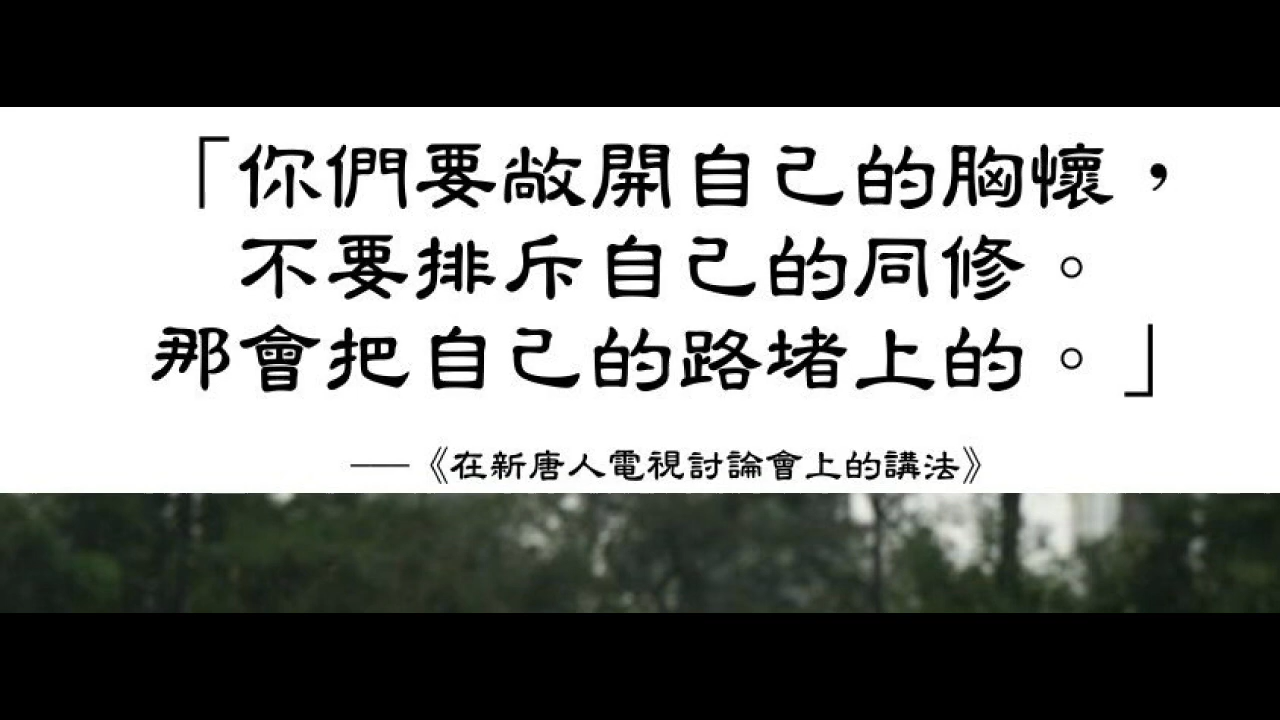 「你們要敞開自己的胸懷，
不要排斥自己的同修。
那會把自己的路堵上的。」
──《在新唐人電視討論會上的講法》